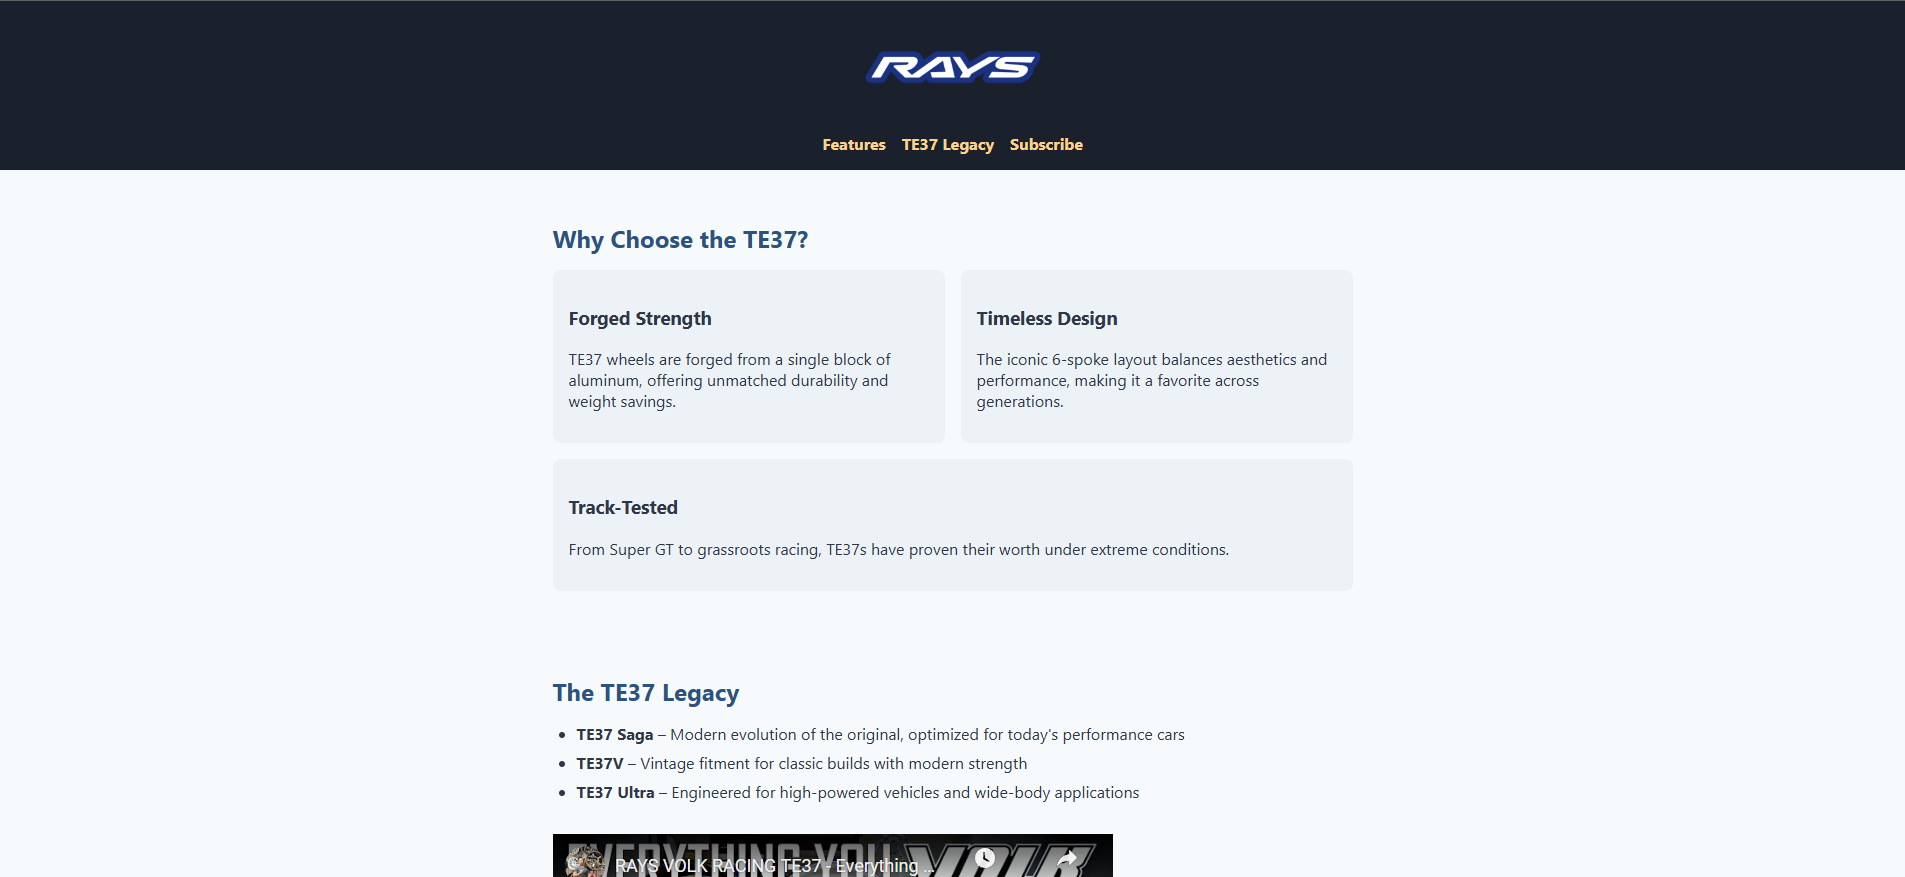 RAYS
Features TE37 Legacy Subscribe
Why Choose the TE37?
Forged Strength
TE37 wheels are forged from a single block of
aluminum, offering unmatched durability and
weight savings.
Timeless Design
The iconic 6-spoke layout balances aesthetics and
performance, making it a favorite across
generations.
Track-Tested
From Super GT to grassroots racing, TE37s have proven their worth under extreme conditions.
The TE37 Legacy
• TE37 Saga – Modern evolution of the original, optimized for today's performance cars
• TE37V – Vintage fitment for classic builds with modern strength
• TE37 Ultra – Engineered for high-powered vehicles and wide-body applications
EVERYTHING YOU VOLK
RAYS VOLK RACING TE37 - Everything ...